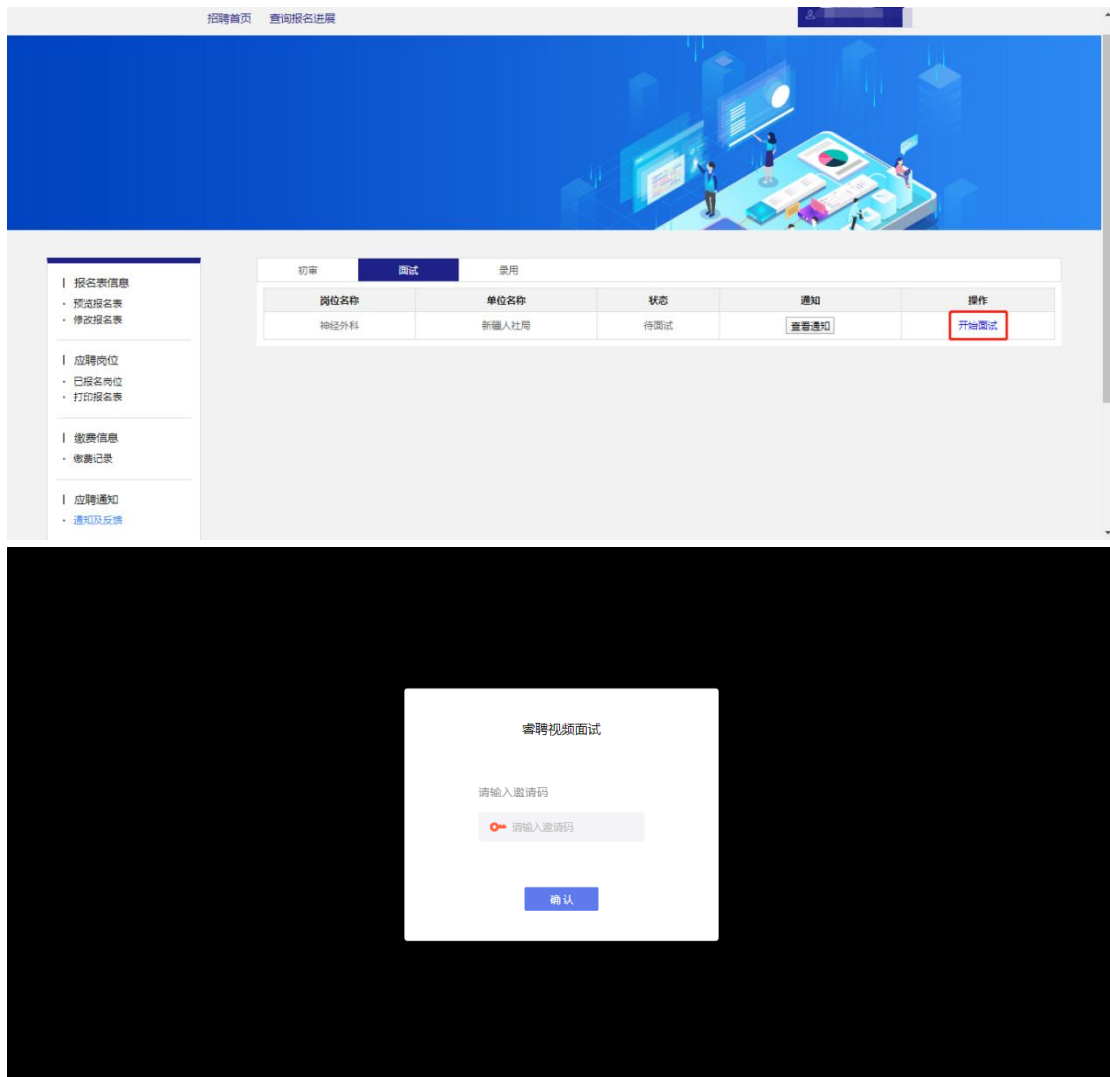 招聘首页 查询报名进展
报名表信息
· 预览报名表
· 修改报名表
应聘岗位
· 已报名岗位
· 打印报名表
缴费信息
· 缴费记录
应聘通知
· 通知及反馈
初审 面试 录用
岗位名称 单位名称 状态 通知 操作
神经外科 新疆人社局 待面试 查看通知 开始面试
睿聘视频面试
请输入邀请码
请输入邀请码
确认